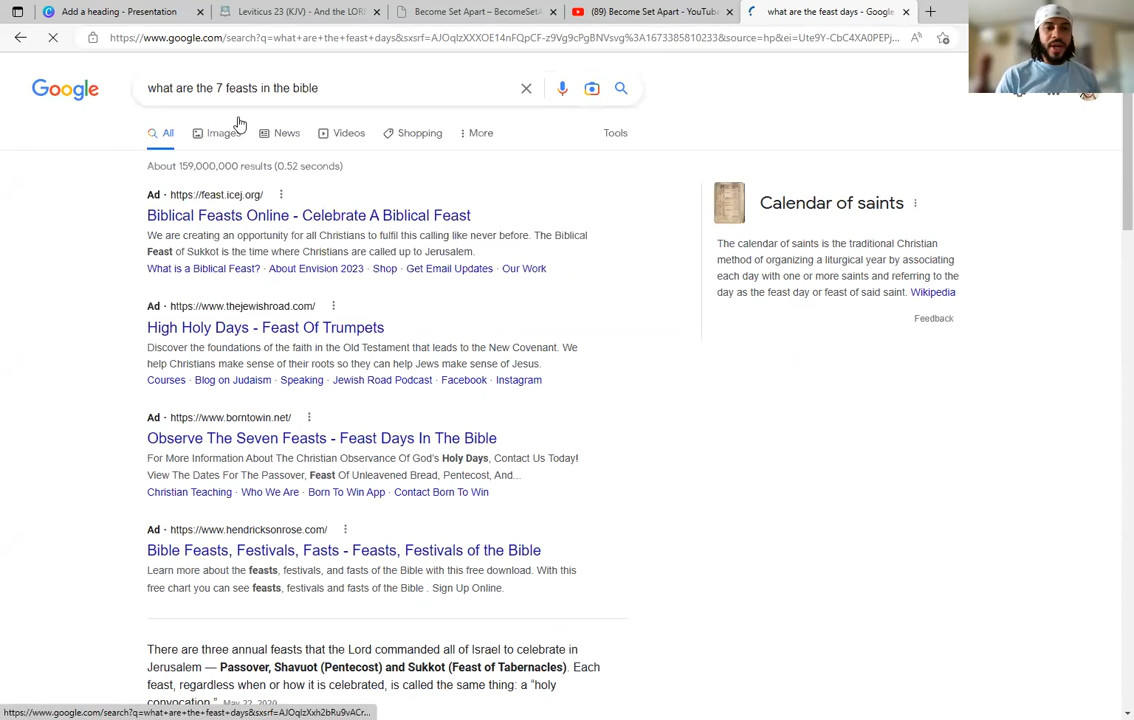 Add a heading - Presentation
Leviticus 23 (KJV) - And the LORD
Become Set Apart – BecomeSetA
(89) Become Set Apart - YouTube
what are the feast days - Google
https://www.google.com/search?q=what+are+the+feast+days&sxsrf=AJOqlzXXXOE14nFQpCF-z9Vg9cPgBNVsvg%3A1673385810233&source=hp&ei=Ute9Y-CbC4XA0PEPj...
Google
what are the 7 feasts in the bible
All
Images
News
Videos
Shopping
More
Tools
About 159,000,000 results (0.52 seconds)
Ad · https://feast.icej.org/
Biblical Feasts Online - Celebrate A Biblical Feast
We are creating an opportunity for all Christians to fulfil this calling like never before. The Biblical
Feast of Sukkot is the time where Christians are called up to Jerusalem.
What is a Biblical Feast? · About Envision 2023 · Shop · Get Email Updates · Our Work
Ad · https://www.thejewishroad.com/
High Holy Days - Feast Of Trumpets
Discover the foundations of the faith in the Old Testament that leads to the New Covenant. We
help Christians make sense of their roots so they can help Jews make sense of Jesus.
Courses · Blog on Judaism · Speaking · Jewish Road Podcast · Facebook · Instagram
Ad · https://www.borntowin.net/
Observe The Seven Feasts - Feast Days In The Bible
For More Information About The Christian Observance Of God's Holy Days, Contact Us Today!
View The Dates For The Passover, Feast Of Unleavened Bread, Pentecost, And...
Christian Teaching · Who We Are · Born To Win App · Contact Born To Win
Ad · https://www.hendricksonrose.com/
Bible Feasts, Festivals, Fasts - Feasts, Festivals of the Bible
Learn more about the feasts, festivals, and fasts of the Bible with this free download. With this
free chart you can see feasts, festivals and fasts of the Bible . Sign Up Online.
There are three annual feasts that the Lord commanded all of Israel to celebrate in
Jerusalem — Passover, Shavuot (Pentecost) and Sukkot (Feast of Tabernacles). Each
feast, regardless when or how it is celebrated, is called the same thing: a "holy
convocation." May 22, 2020
Calendar of saints
The calendar of saints is the traditional Christian
method of organizing a liturgical year by associating
each day with one or more saints and referring to the
day as the feast day or feast of said saint. Wikipedia
Feedback
https://www.google.com/search?q=what+are+the+feast+days&sxsrf=AJOqlzXxh2bRu9vACr...